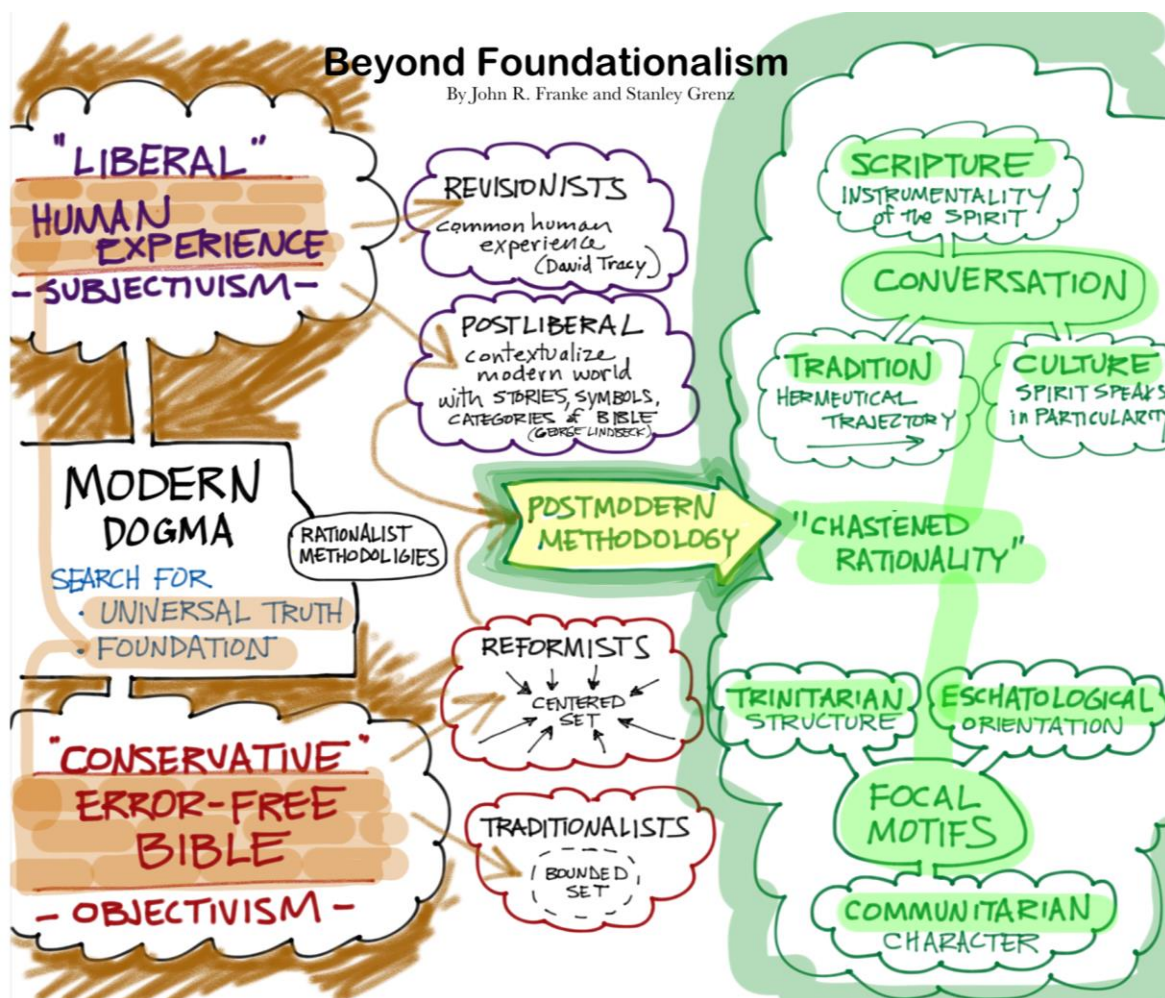 Beyond Foundationalism
By John R. Franke and Stanley Grenz
"LIBERAL"
HUMAN
EXPERIENCE
- SUBJECTIVISM -
MODERN
DOGMA
SEARCH FOR
• UNIVERSAL TRUTH
• FOUNDATION
RATIONALIST
METHODOLIGIES
"CONSERVATIVE"
ERROR-FREE
BIBLE
- OBJECTIVISM -
REVISIONISTS
common human
experience
(David Tracy)
POSTLIBERAL
contextualize
modern world
with STORIES, SYMBOLS,
CATEGORIES of BIBLE
(GEORGE LINDBECK)
POSTMODERN
METHODOLOGY
REFORMISTS
CENTERED
SET
TRADITIONALISTS
BOUNDED
SET
SCRIPTURE
INSTRUMENTALITY
of the SPIRIT
CONVERSATION
TRADITION
HERMEUTICAL
TRAJEZTORY
CULTURE
SPIRIT SPEAKS
in PARTICULARITY
"CHASTENED
RATIONALITY"
TRINITARIAN
STRUCTURE
ESCHATOLOGICAL
ORIENTATION
FOCAL
MOTIFS
COMMUNITARIAN
CHARACTER